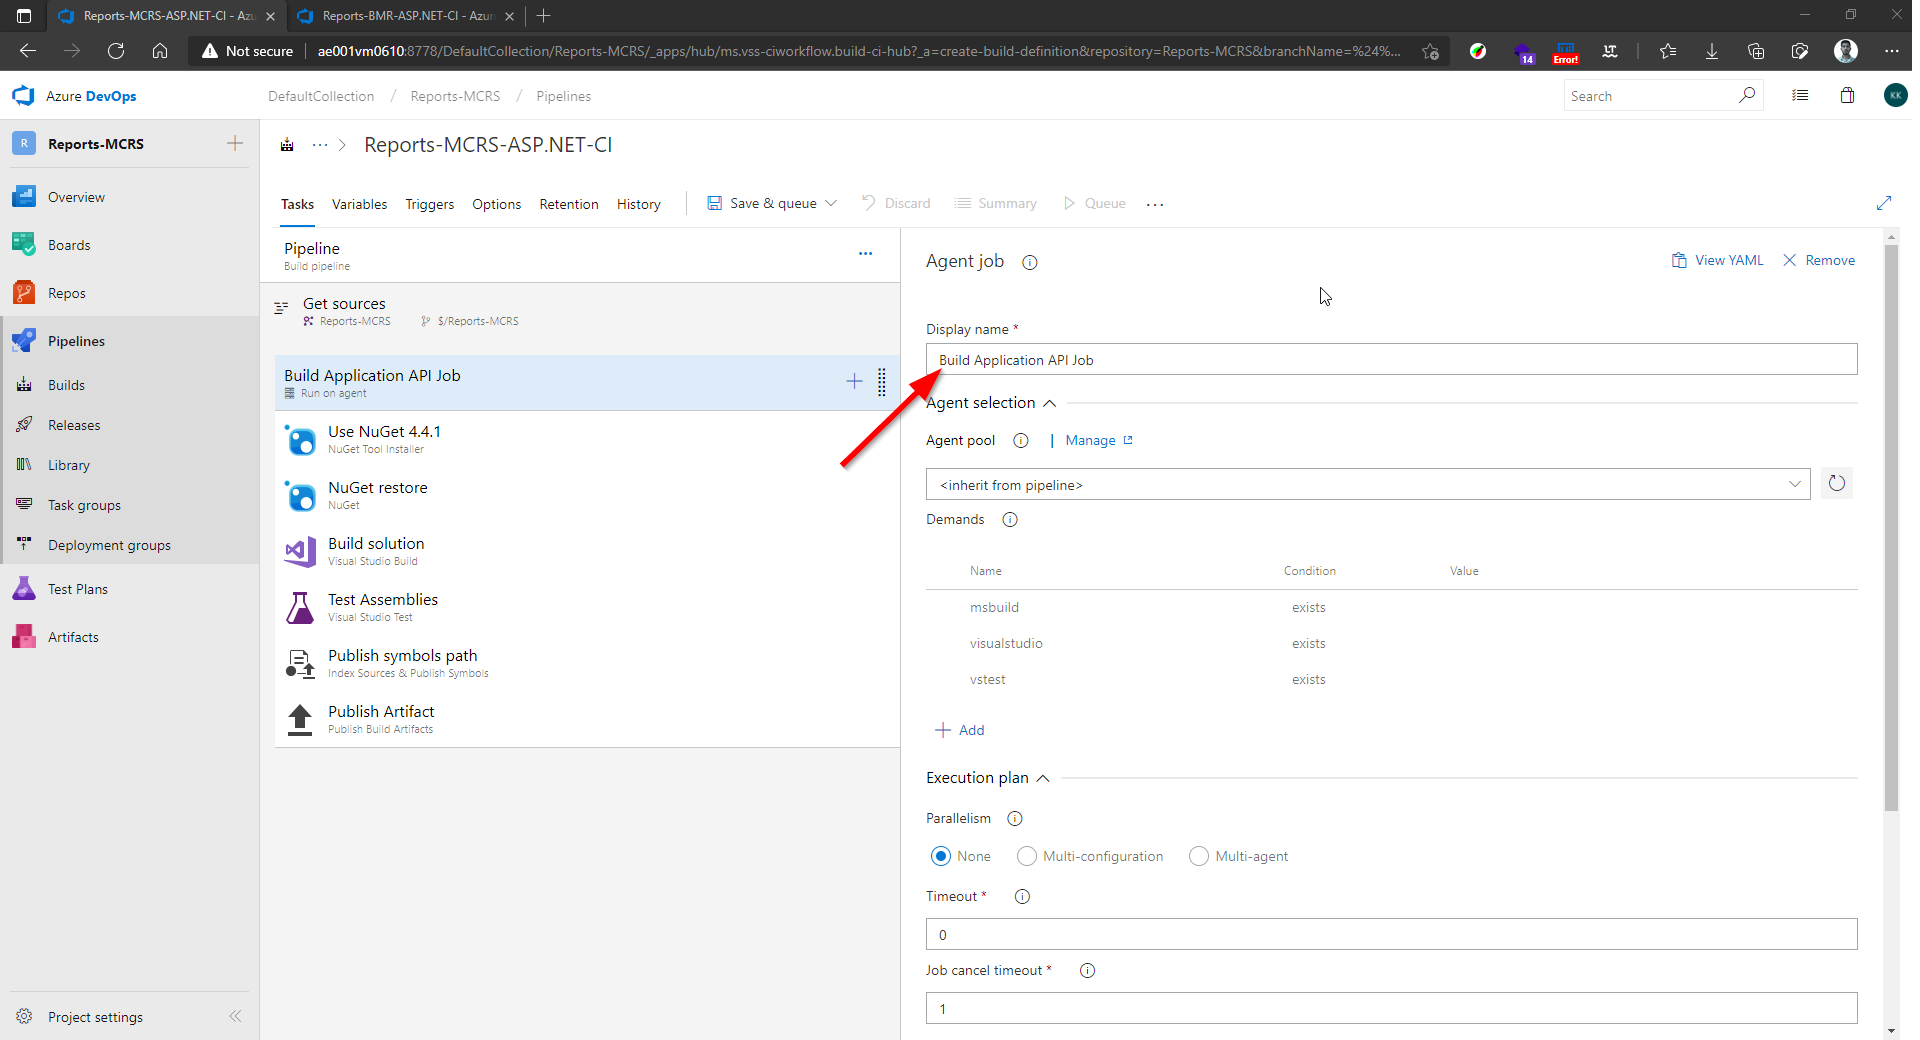 Reports-MCRS-ASP.NET-CI - Azu
Reports-BMR-ASP.NET-CI - Azur
Not secure
ae001vm0610:8778/DefaultCollection/Reports-MCRS/_apps/hub/ms.vss-ciworkflow.build-ci-hub?_a=create-build-definition&repository=Reports-MCRS&branchName=%24%...
14
Error!
Azure DevOps
DefaultCollection / Reports-MCRS / Pipelines
Search
KK
R Reports-MCRS
Overview
Boards
Repos
Pipelines
Builds
Releases
Library
Task groups
Deployment groups
Test Plans
Artifacts
Project settings
Reports-MCRS-ASP.NET-CI
Tasks Variables Triggers Options Retention History Save & queue Discard Summary Queue
Pipeline
Build pipeline
Get sources
Reports-MCRS $/Reports-MCRS
Build Application API Job
Run on agent
Use NuGet 4.4.1
NuGet Tool Installer
NuGet restore
NuGet
Build solution
Visual Studio Build
Test Assemblies
Visual Studio Test
Publish symbols path
Index Sources & Publish Symbols
Publish Artifact
Publish Build Artifacts
Agent job
View YAML Remove
Display name *
Build Application API Job
Agent selection
Agent pool | Manage
<inherit from pipeline>
Demands
Name Condition Value
msbuild exists
visualstudio exists
vstest exists
Add
Execution plan
Parallelism
None Multi-configuration Multi-agent
Timeout *
0
Job cancel timeout *
1